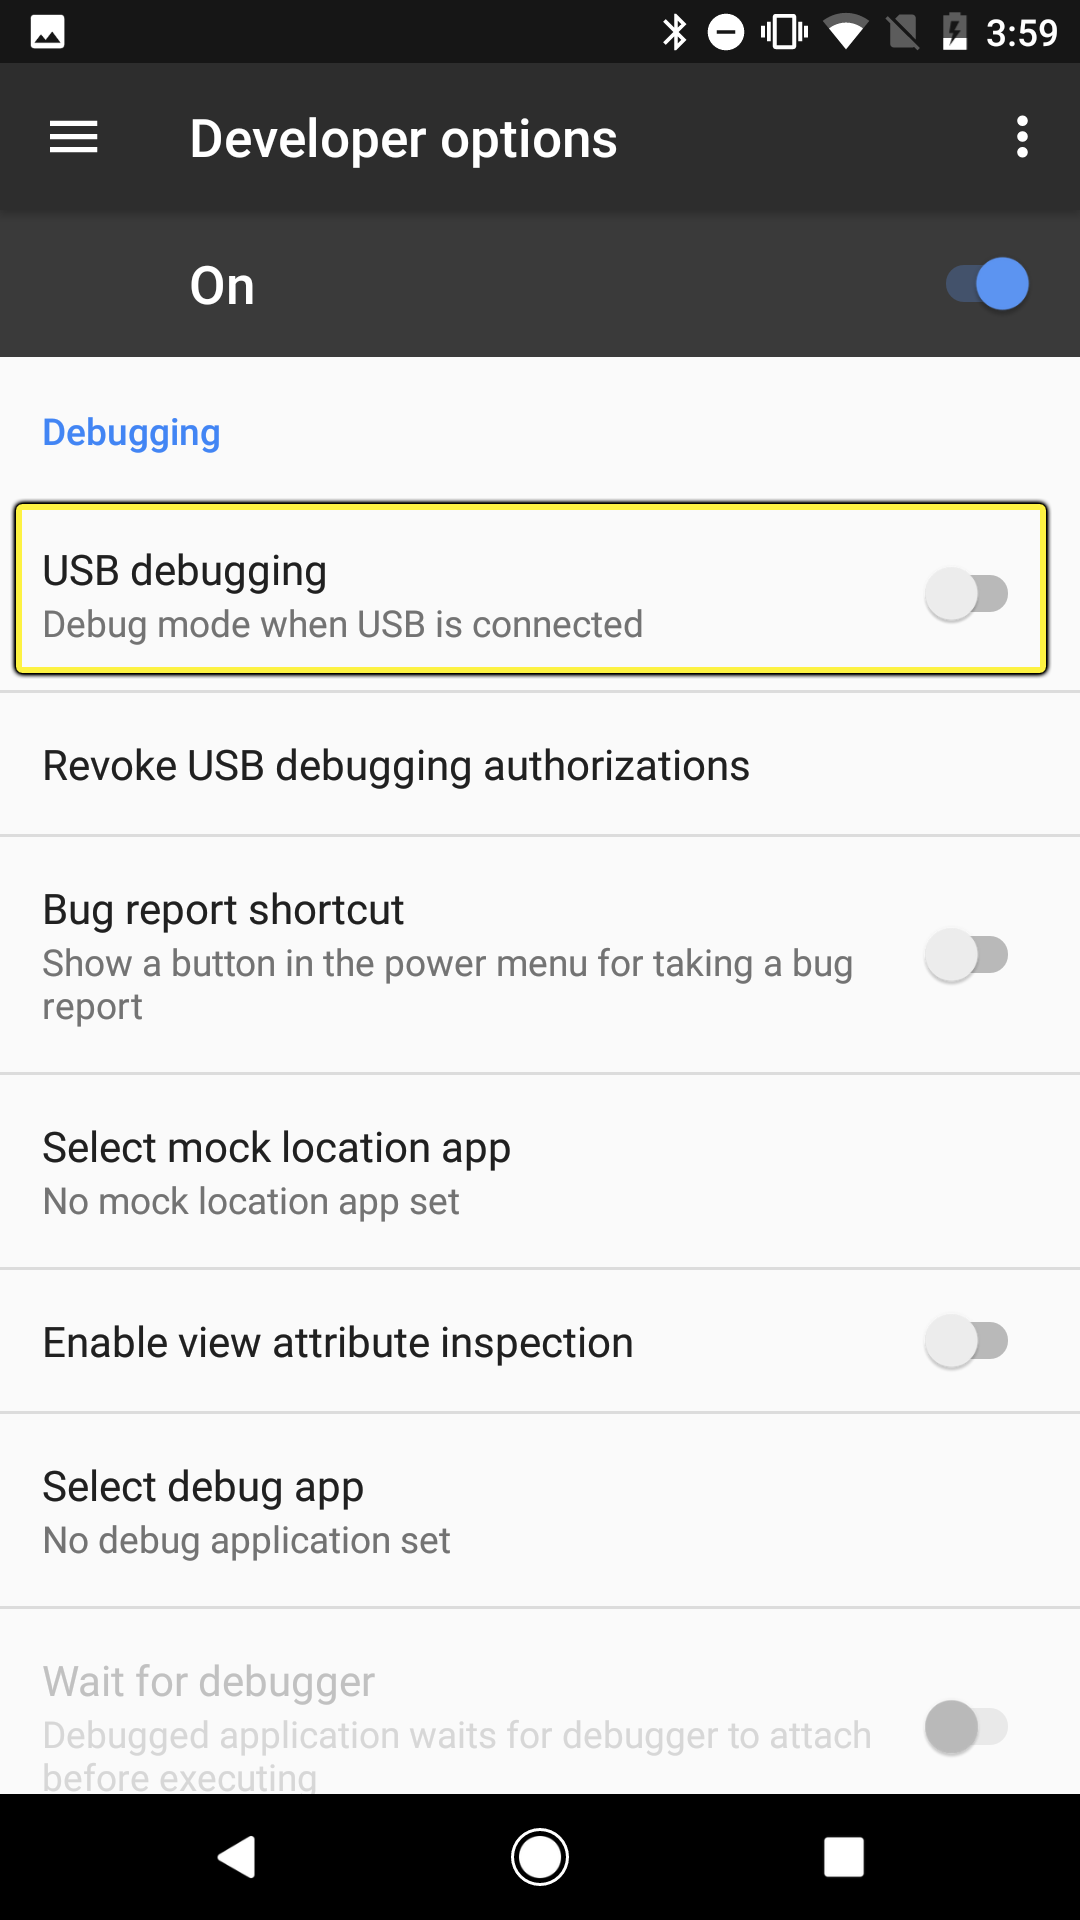 3:59
Developer options
On
Debugging
USB debugging
Debug mode when USB is connected
Revoke USB debugging authorizations
Bug report shortcut
Show a button in the power menu for taking a bug
report
Select mock location app
No mock location app set
Enable view attribute inspection
Select debug app
No debug application set
Wait for debugger
Debugged application waits for debugger to attach
before executing